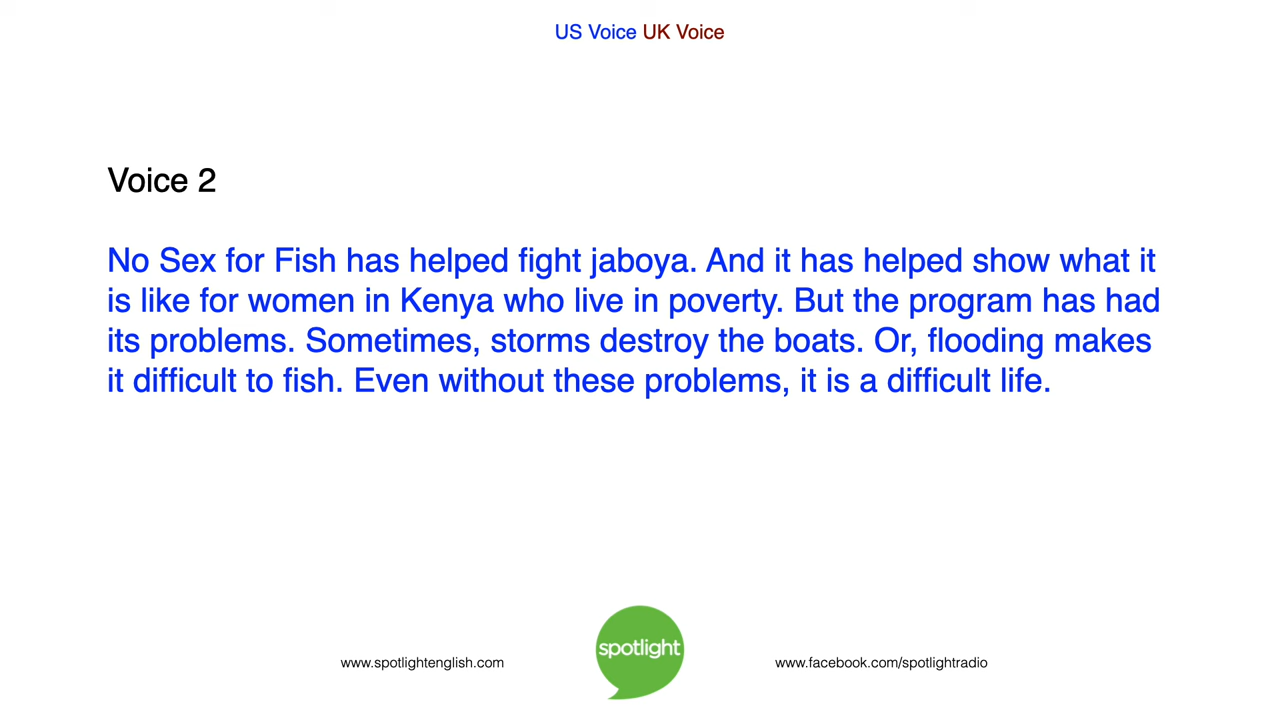 US Voice UK Voice
Voice 2
No Sex for Fish has helped fight jaboya. And it has helped show what it
is like for women in Kenya who live in poverty. But the program has had
its problems. Sometimes, storms destroy the boats. Or, flooding makes
it difficult to fish. Even without these problems, it is a difficult life.
spotlight
www.spotlightenglish.com
www.facebook.com/spotlightradio